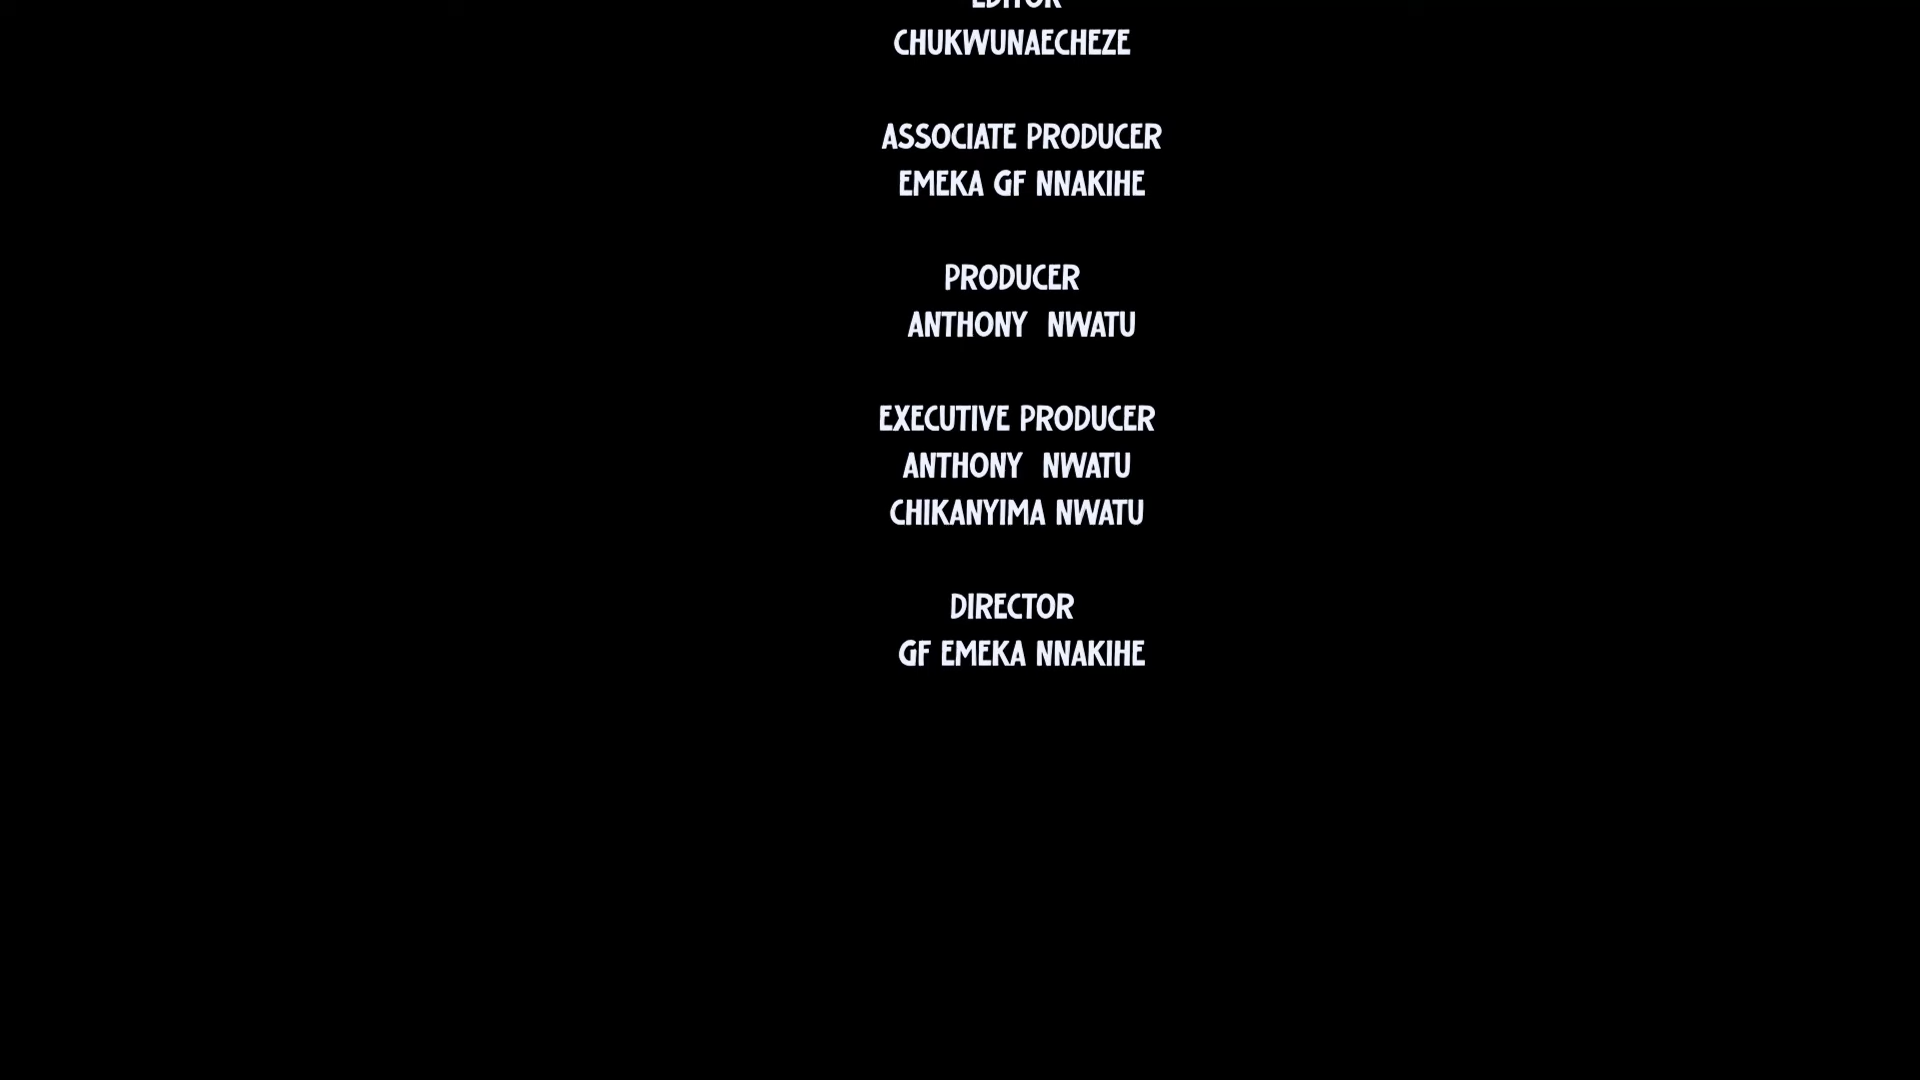 EDITOR
CHUKWUNAECHEZE
ASSOCIATE PRODUCER
EMEKA GF NNAKIHE
PRODUCER
ANTHONY NWATU
EXECUTIVE PRODUCER
ANTHONY NWATU
CHIKANYIMA NWATU
DIRECTOR
GF EMEKA NNAKIHE